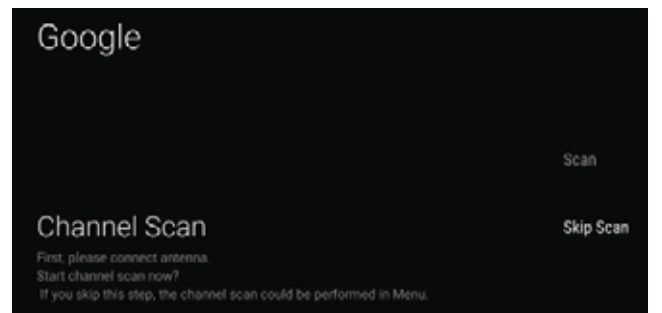 Google
Scan
Channel Scan
Skip Scan
First, please connect antenna.
Start channel scan now?
If you skip this step, the channel scan could be performed in Menu.